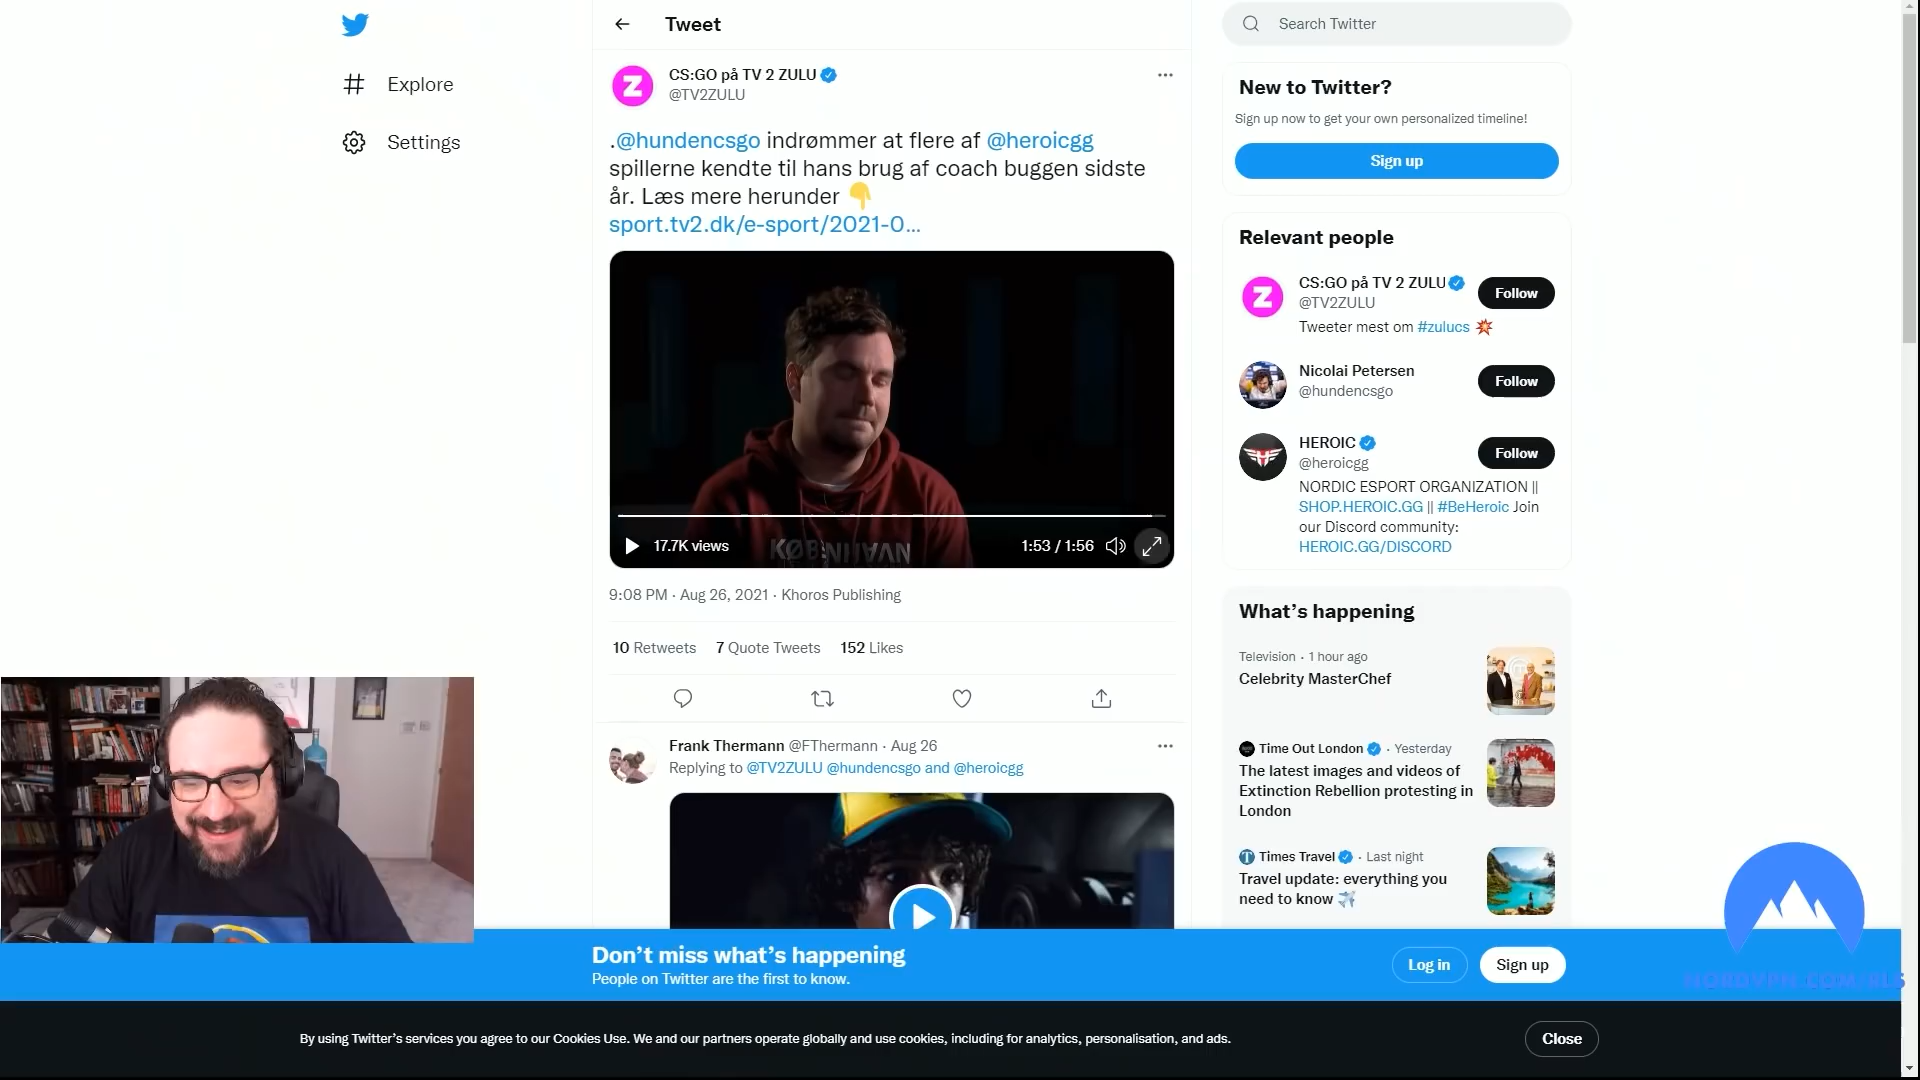 Explore
Settings
Tweet
CS:GO på TV 2 ZULU
@TV2ZULU
.@hundencsgo indrømmer at flere af @heroicgg
spillerne kendte til hans brug af coach buggen sidste
år. Læs mere herunder 👇
sport.tv2.dk/e-sport/2021-0…
KØBENHAVN
17.7K views
1:53 / 1:56
9:08 PM · Aug 26, 2021 · Khoros Publishing
10 Retweets 7 Quote Tweets 152 Likes
Frank Thermann @FThermann · Aug 26
Replying to @TV2ZULU @hundencsgo and @heroicgg
Search Twitter
New to Twitter?
Sign up now to get your own personalized timeline!
Sign up
Relevant people
CS:GO på TV 2 ZULU
@TV2ZULU
Follow
Tweeter mest om #zulucs 💥
Nicolai Petersen
@hundencsgo
Follow
HEROIC
@heroicgg
Follow
NORDIC ESPORT ORGANIZATION ||
SHOP.HEROIC.GG || #BeHeroic Join
our Discord community:
HEROIC.GG/DISCORD
What's happening
Television · 1 hour ago
Celebrity MasterChef
Time Out London · Yesterday
The latest images and videos of
Extinction Rebellion protesting in
London
Times Travel · Last night
Travel update: everything you
need to know ✈️
NORDVPN.COM/RLS
Don't miss what's happening
People on Twitter are the first to know.
Log in
Sign up
By using Twitter's services you agree to our Cookies Use. We and our partners operate globally and use cookies, including for analytics, personalisation, and ads.
Close